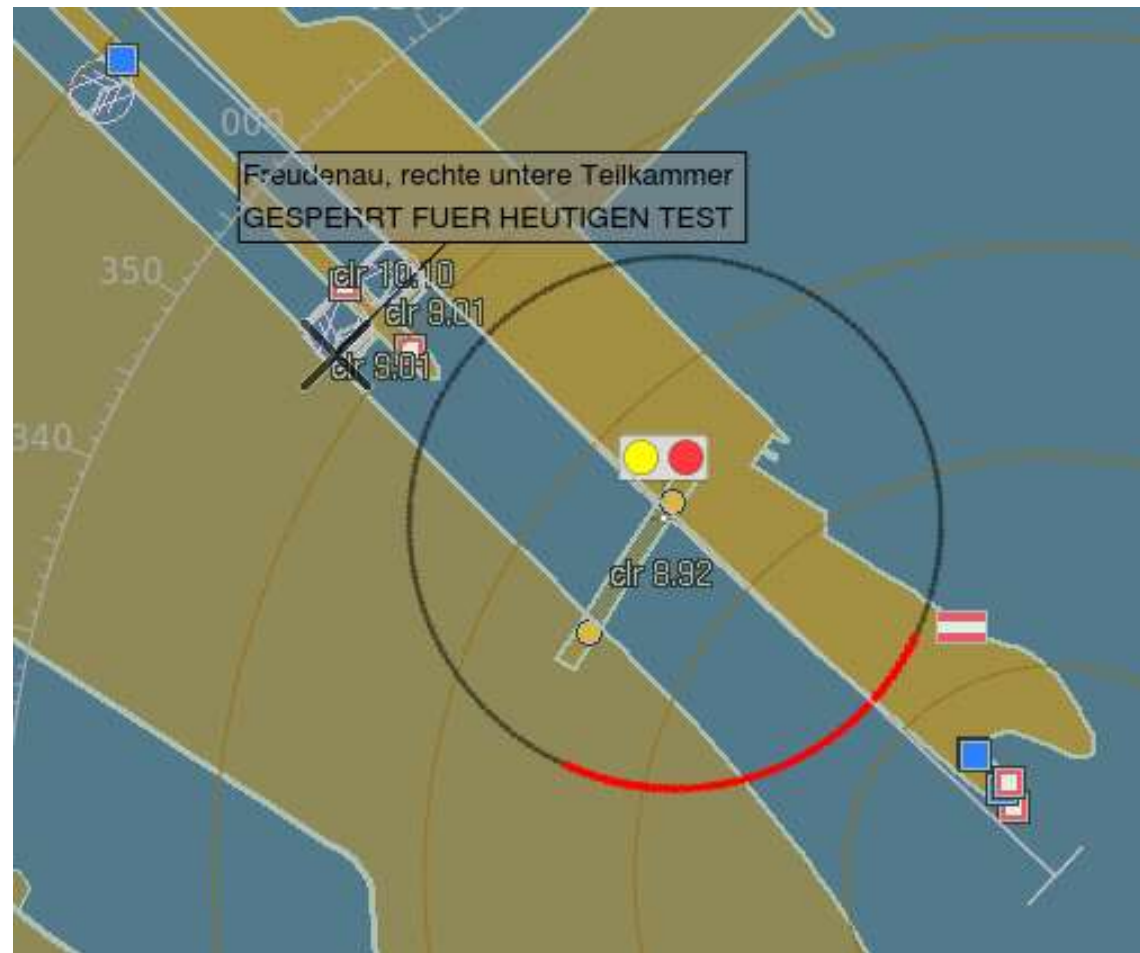 000
Freudenau, rechte untere Teilkammer
GESPERRT FUER HEUTIGEN TEST
350
clr 10.10
clr 9.01
clr 9.01
340
clr 8.92